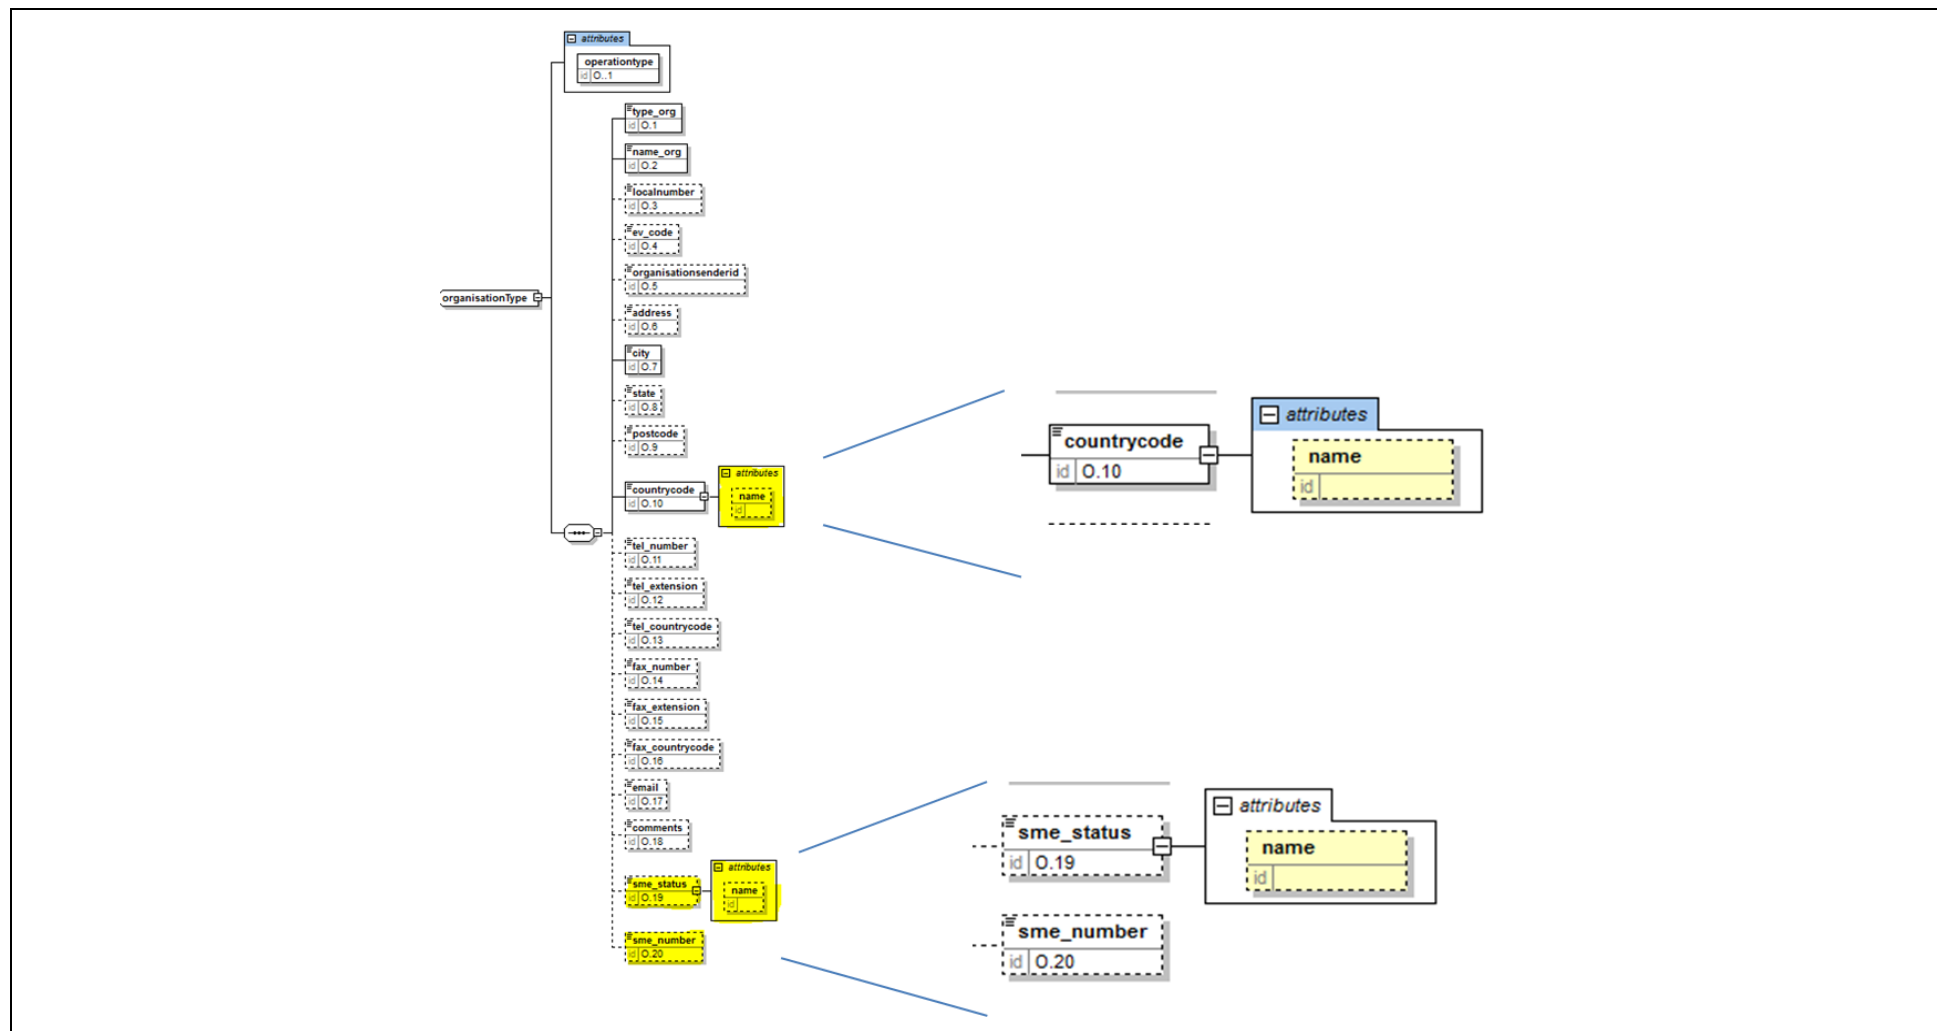 attributes
operationtype
id O..1
type_org
id O.1
name_org
id O.2
localnumber
id O.3
ev_code
id O.4
organisationsenderid
id O.5
organisationType
address
id O.6
city
id O.7
state
id O.8
postcode
id O.9
attributes
countrycode
id O.10
name
id
tel_number
id O.11
tel_extension
id O.12
tel_countrycode
id O.13
fax_number
id O.14
fax_extension
id O.15
fax_countrycode
id O.16
email
id O.17
comments
id O.18
attributes
sme_status
id O.19
name
id
sme_number
id O.20
attributes
countrycode
id O.10
name
id
attributes
sme_status
id O.19
name
id
sme_number
id O.20